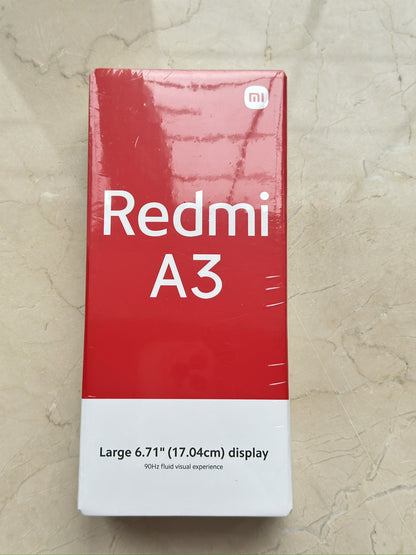 mi
Redmi
A3
Large 6.71" (17.04cm) display
90Hz fluid visual experience